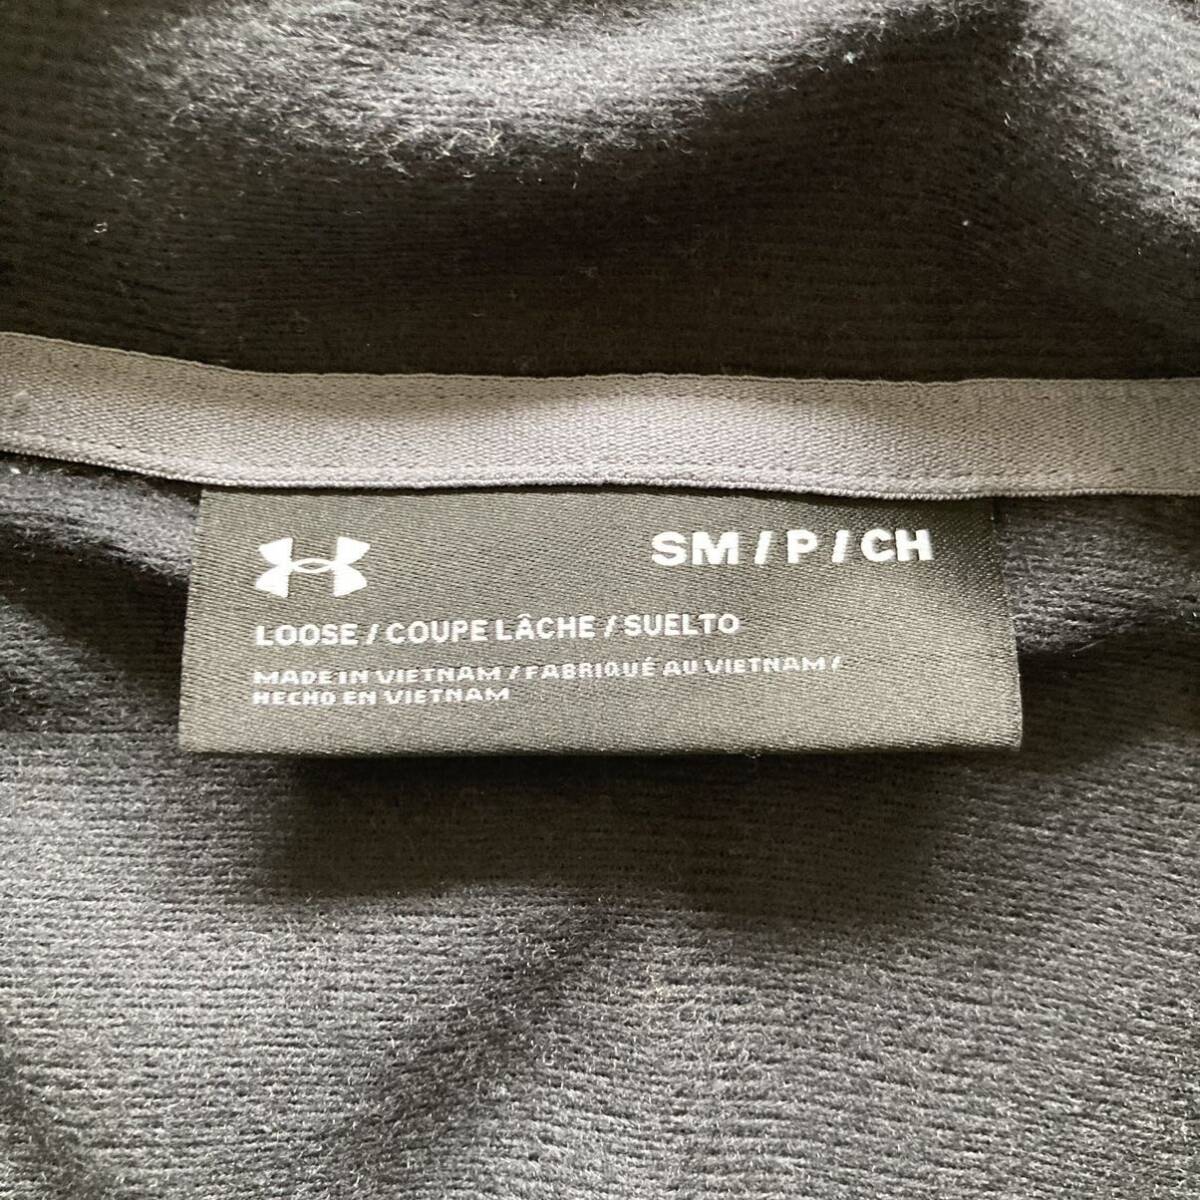 SM / P / CH
LOOSE / COUPE LÂCHE / SUELTO
MADE IN VIETNAM / FABRIQUÉ AU VIETNAM /
HECHO EN VIETNAM